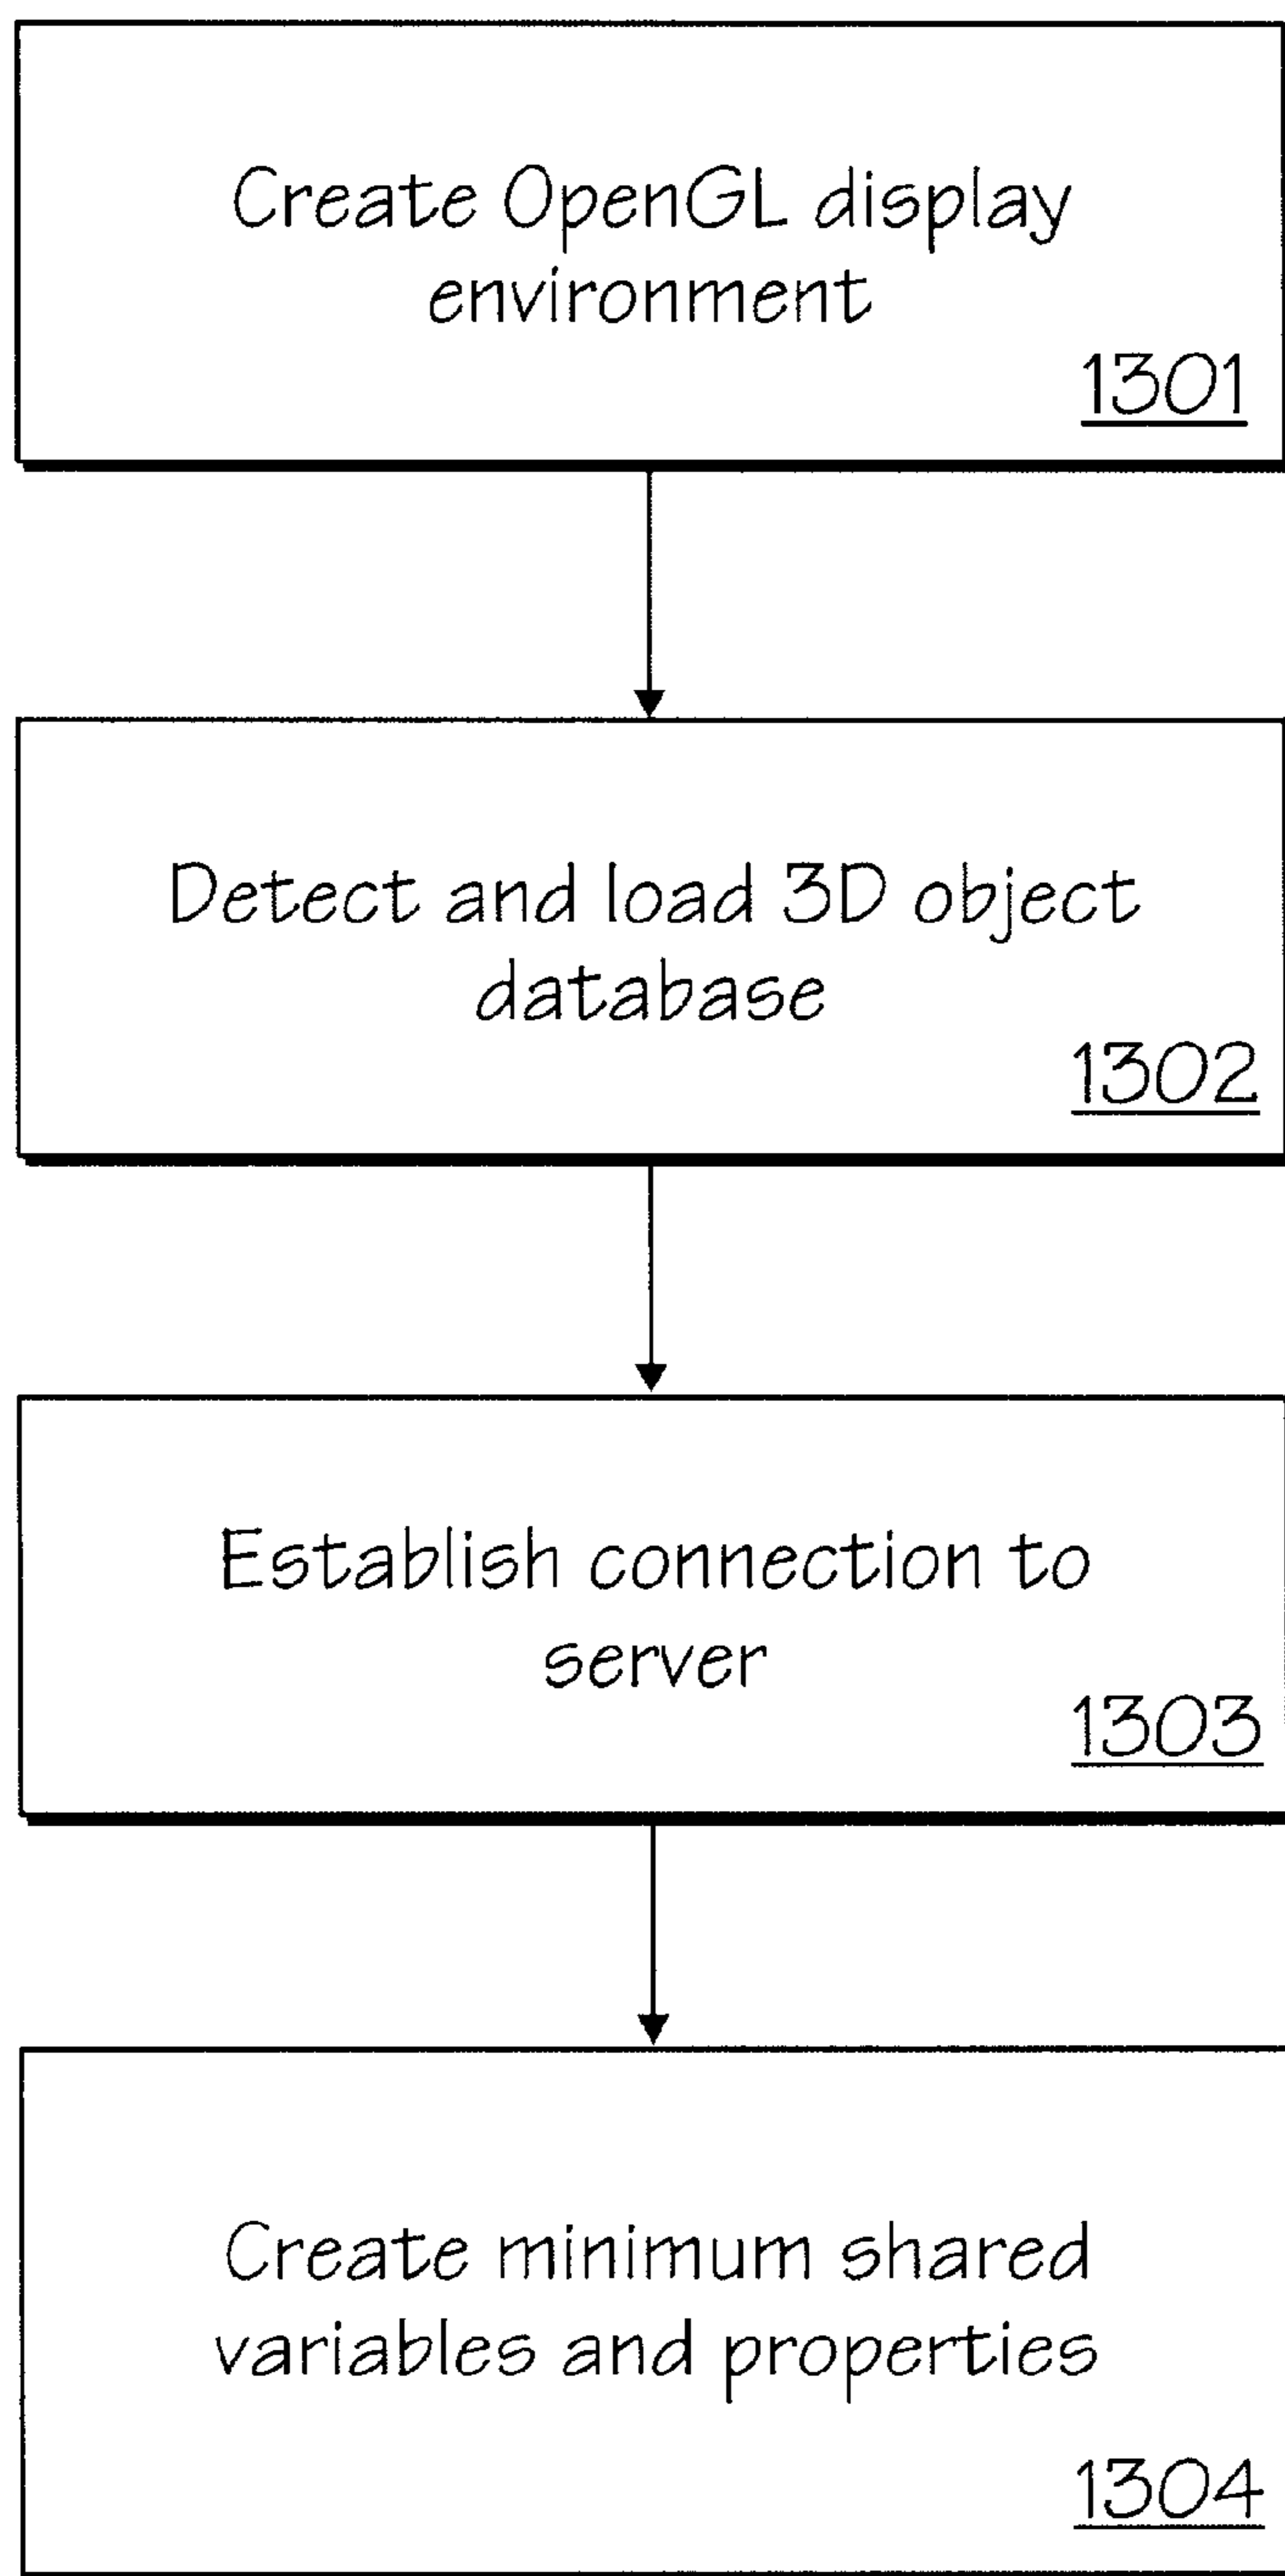 Create OpenGL display
environment
1301
Detect and load 3D object
database
1302
Establish connection to
server
1303
Create minimum shared
variables and properties
1304